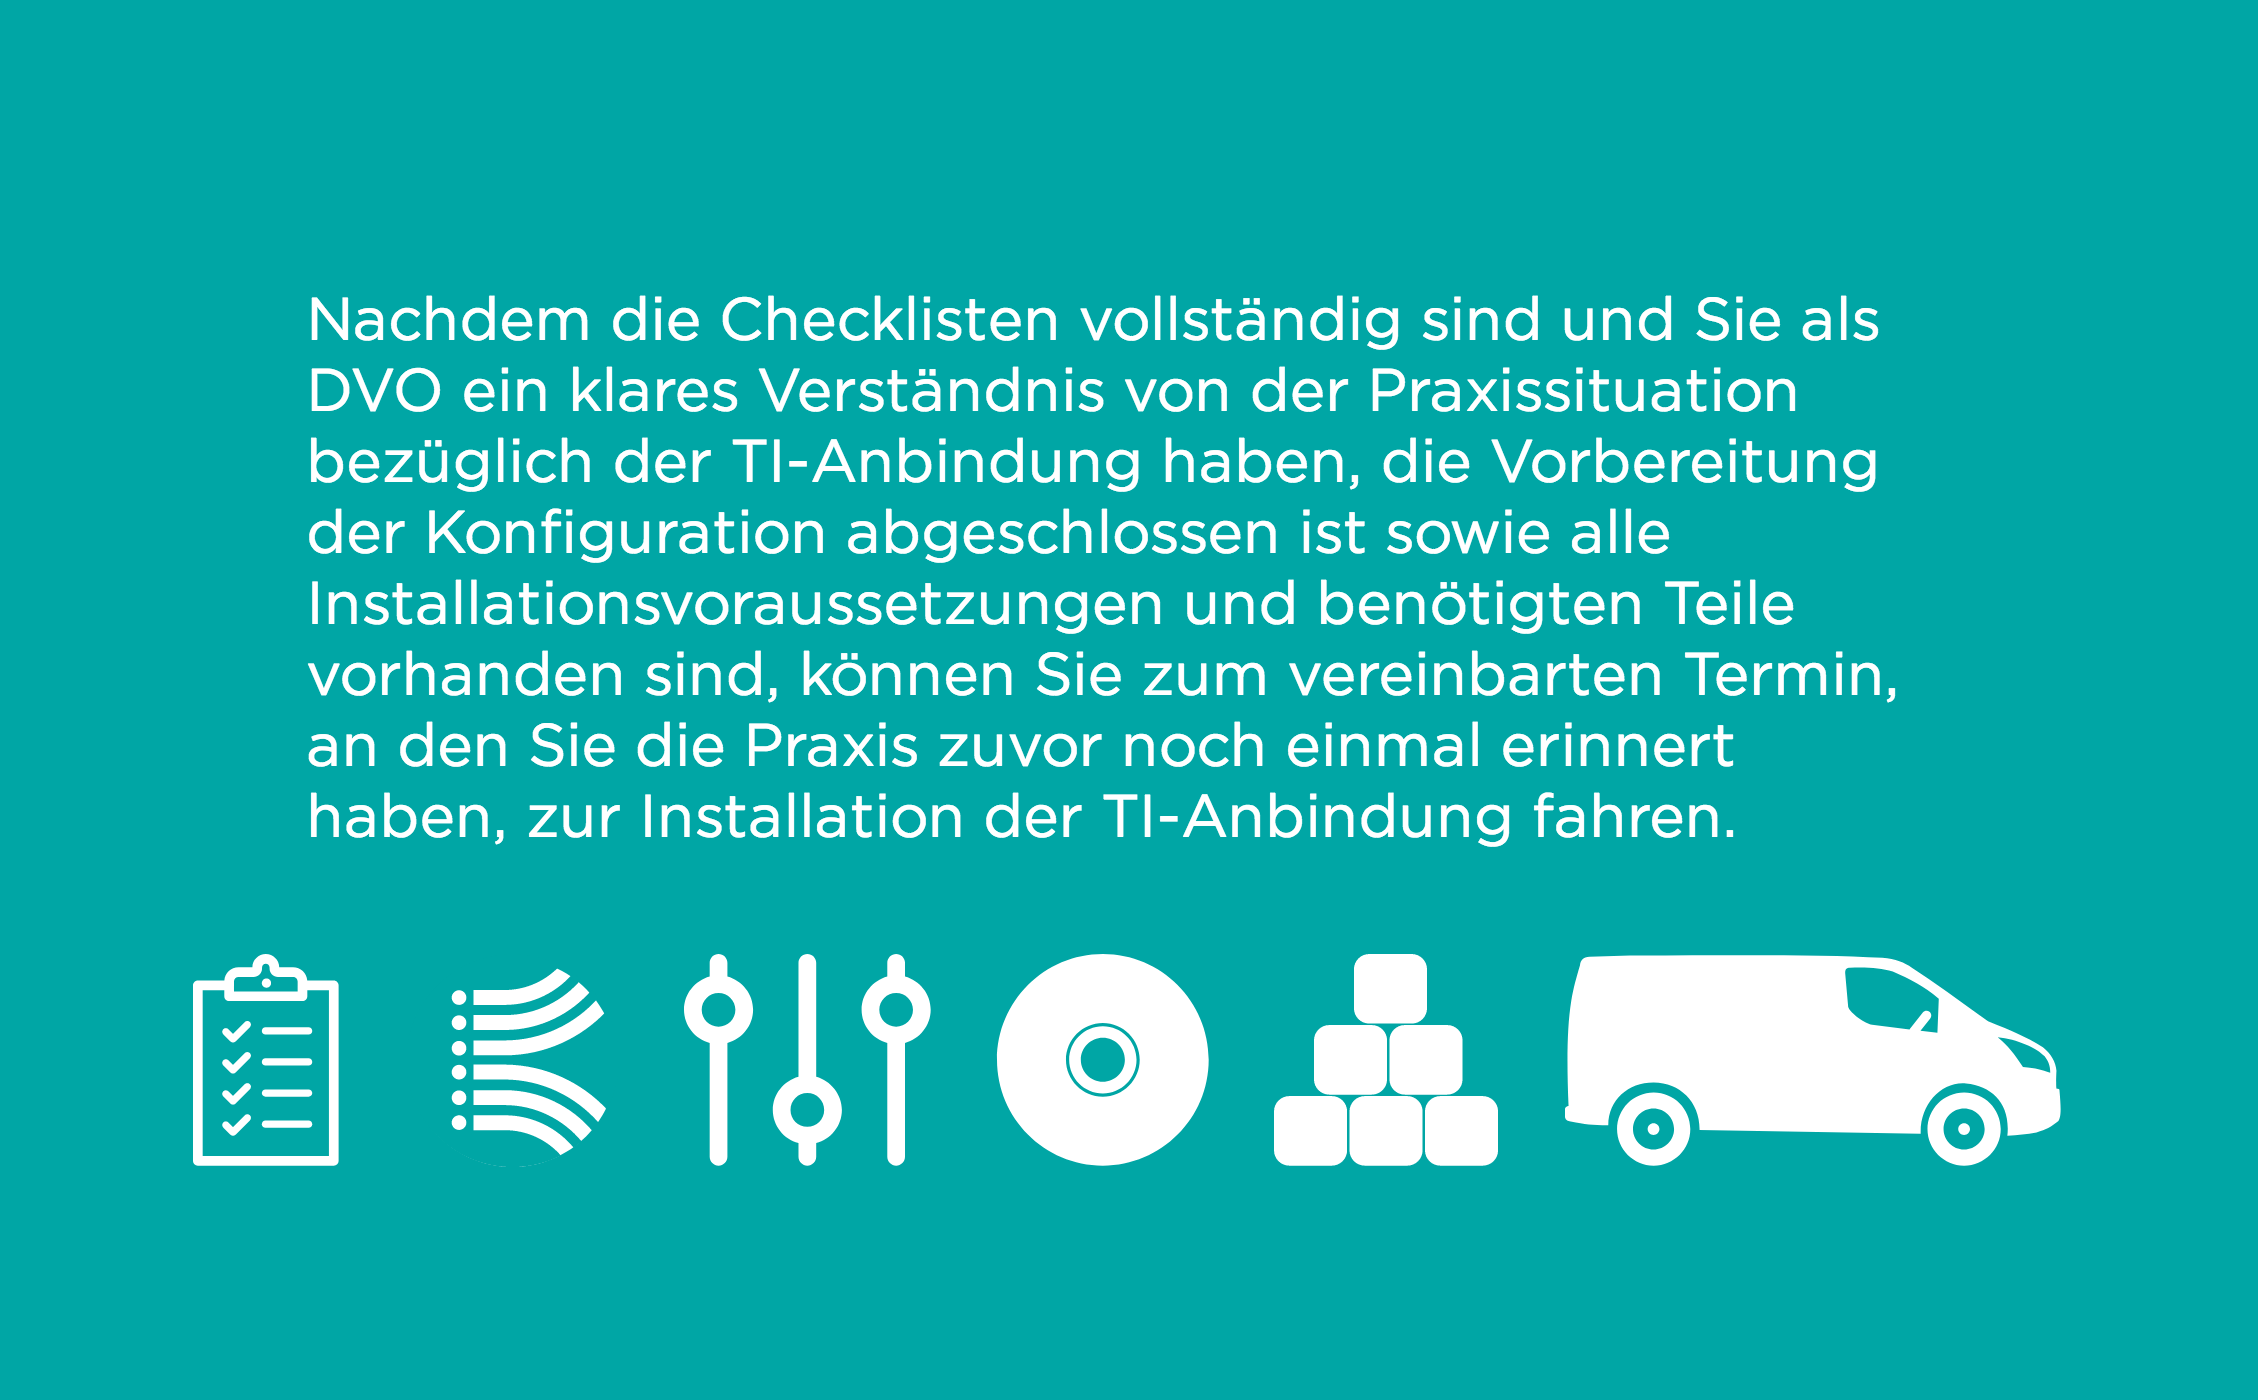 Nachdem die Checklisten vollständig sind und Sie als
DVO ein klares Verständnis von der Praxissituation
bezüglich der TI-Anbindung haben, die Vorbereitung
der Konfiguration abgeschlossen ist sowie alle
Installationsvoraussetzungen und benötigten Teile
vorhanden sind, können Sie zum vereinbarten Termin,
an den Sie die Praxis zuvor noch einmal erinnert
haben, zur Installation der TI-Anbindung fahren.